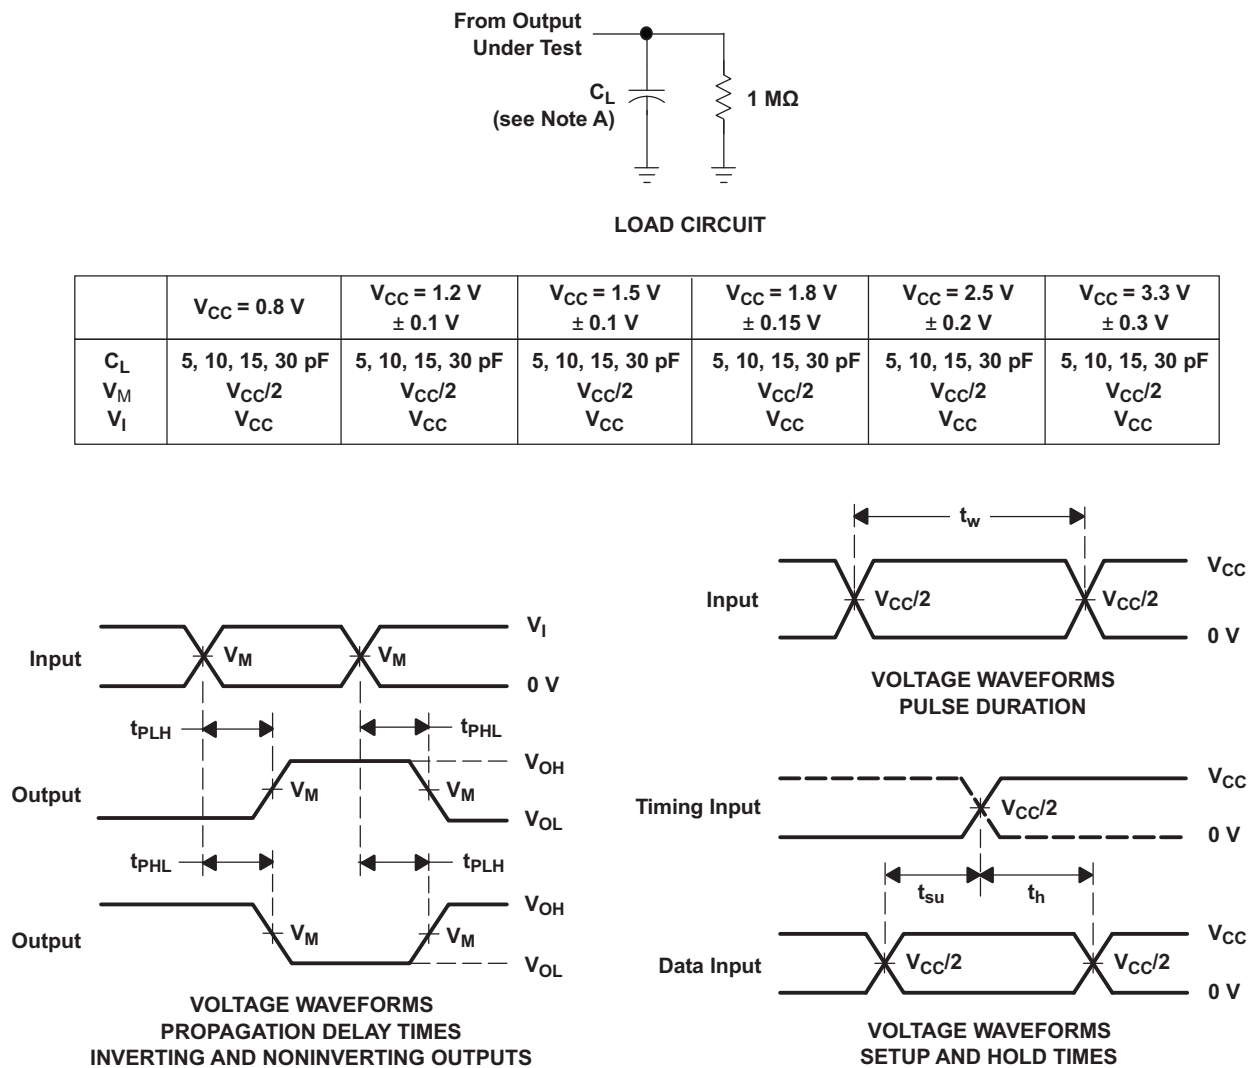 From Output
Under Test
CL
(see Note A)
1 MΩ
LOAD CIRCUIT
VCC = 0.8 V
VCC = 1.2 V
± 0.1 V
VCC = 1.5 V
± 0.1 V
VCC = 1.8 V
± 0.15 V
VCC = 2.5 V
± 0.2 V
VCC = 3.3 V
± 0.3 V
CL 5, 10, 15, 30 pF 5, 10, 15, 30 pF 5, 10, 15, 30 pF 5, 10, 15, 30 pF 5, 10, 15, 30 pF 5, 10, 15, 30 pF
VM VCC/2 VCC/2 VCC/2 VCC/2 VCC/2 VCC/2
VI VCC VCC VCC VCC VCC VCC
Input
VM
VM
VI
0 V
tPLH
tPHL
Output
VM
VM
VOH
VOL
tPHL
tPLH
Output
VM
VM
VOH
VOL
VOLTAGE WAVEFORMS
PROPAGATION DELAY TIMES
INVERTING AND NONINVERTING OUTPUTS
tw
Input
VCC/2
VCC/2
VCC
0 V
VOLTAGE WAVEFORMS
PULSE DURATION
Timing Input
VCC/2
VCC
0 V
tsu
th
Data Input
VCC/2
VCC/2
VCC
0 V
VOLTAGE WAVEFORMS
SETUP AND HOLD TIMES